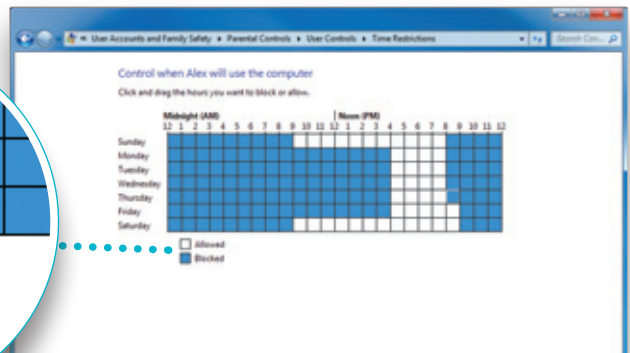 « User Accounts and Family Safety ▸ Parental Controls ▸ User Controls ▸ Time Restrictions
Search Con...
Control when Alex will use the computer
Click and drag the hours you want to block or allow.
Midnight (AM) Noon (PM)
12 1 2 3 4 5 6 7 8 9 10 11 12 1 2 3 4 5 6 7 8 9 10 11 12
Sunday
Monday
Tuesday
Wednesday
Thursday
Friday
Saturday
Allowed
Blocked